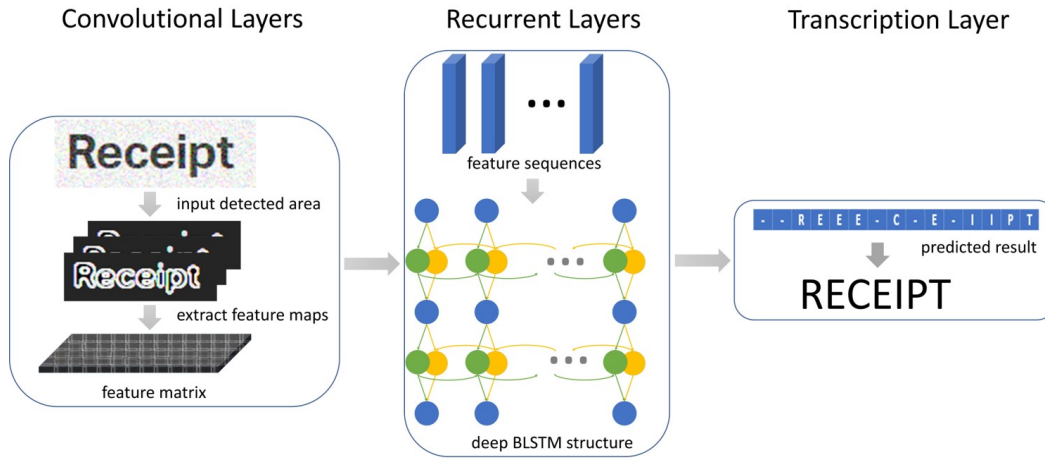 Convolutional Layers
Receipt
input detected area
Receipt
extract feature maps
feature matrix
Recurrent Layers
feature sequences
deep BLSTM structure
Transcription Layer
- - R E E E - C - E - I I P T
predicted result
RECEIPT